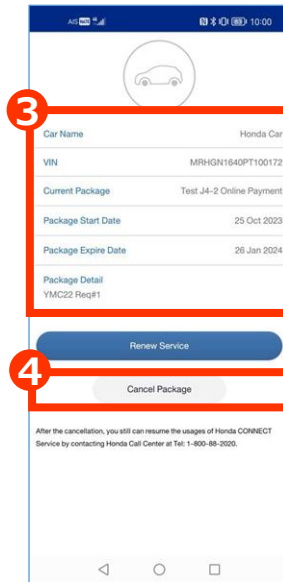 AIS 10:00
3
Car Name Honda Car
VIN MRHGN1640PT100172
Current Package Test J4-2 Online Payment
Package Start Date 25 Oct 2023
Package Expire Date 26 Jan 2024
Package Detail
YMC22 Req#1
Renew Service
4
Cancel Package
After the cancellation, you still can resume the usages of Honda CONNECT
Service by contacting Honda Call Center at Tel: 1-800-88-2020.